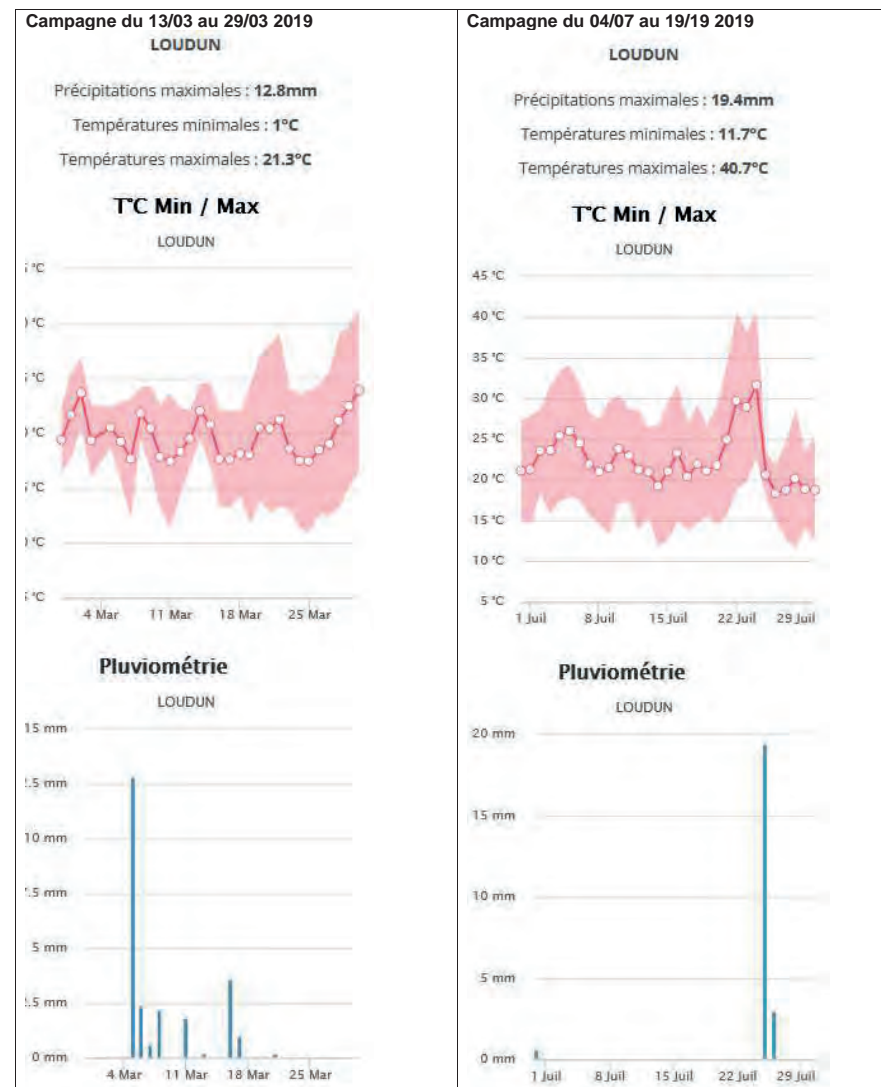 Campagne du 13/03 au 29/03 2019
LOUDUN
Précipitations maximales : 12.8mm
Températures minimales : 1°C
Températures maximales : 21.3°C
T°C Min / Max
LOUDUN
4 Mar 11 Mar 18 Mar 25 Mar
Pluviométrie
LOUDUN
15 mm
.5 mm
10 mm
.5 mm
5 mm
.5 mm
0 mm
4 Mar 11 Mar 18 Mar 25 Mar
Campagne du 04/07 au 19/19 2019
LOUDUN
Précipitations maximales : 19.4mm
Températures minimales : 11.7°C
Températures maximales : 40.7°C
T°C Min / Max
LOUDUN
45 °C
40 °C
35 °C
30 °C
25 °C
20 °C
15 °C
10 °C
5 °C
1 Juil 8 Juil 15 Juil 22 Juil 29 Juil
Pluviométrie
LOUDUN
20 mm
15 mm
10 mm
5 mm
0 mm
1 Juil 8 Juil 15 Juil 22 Juil 29 Juil